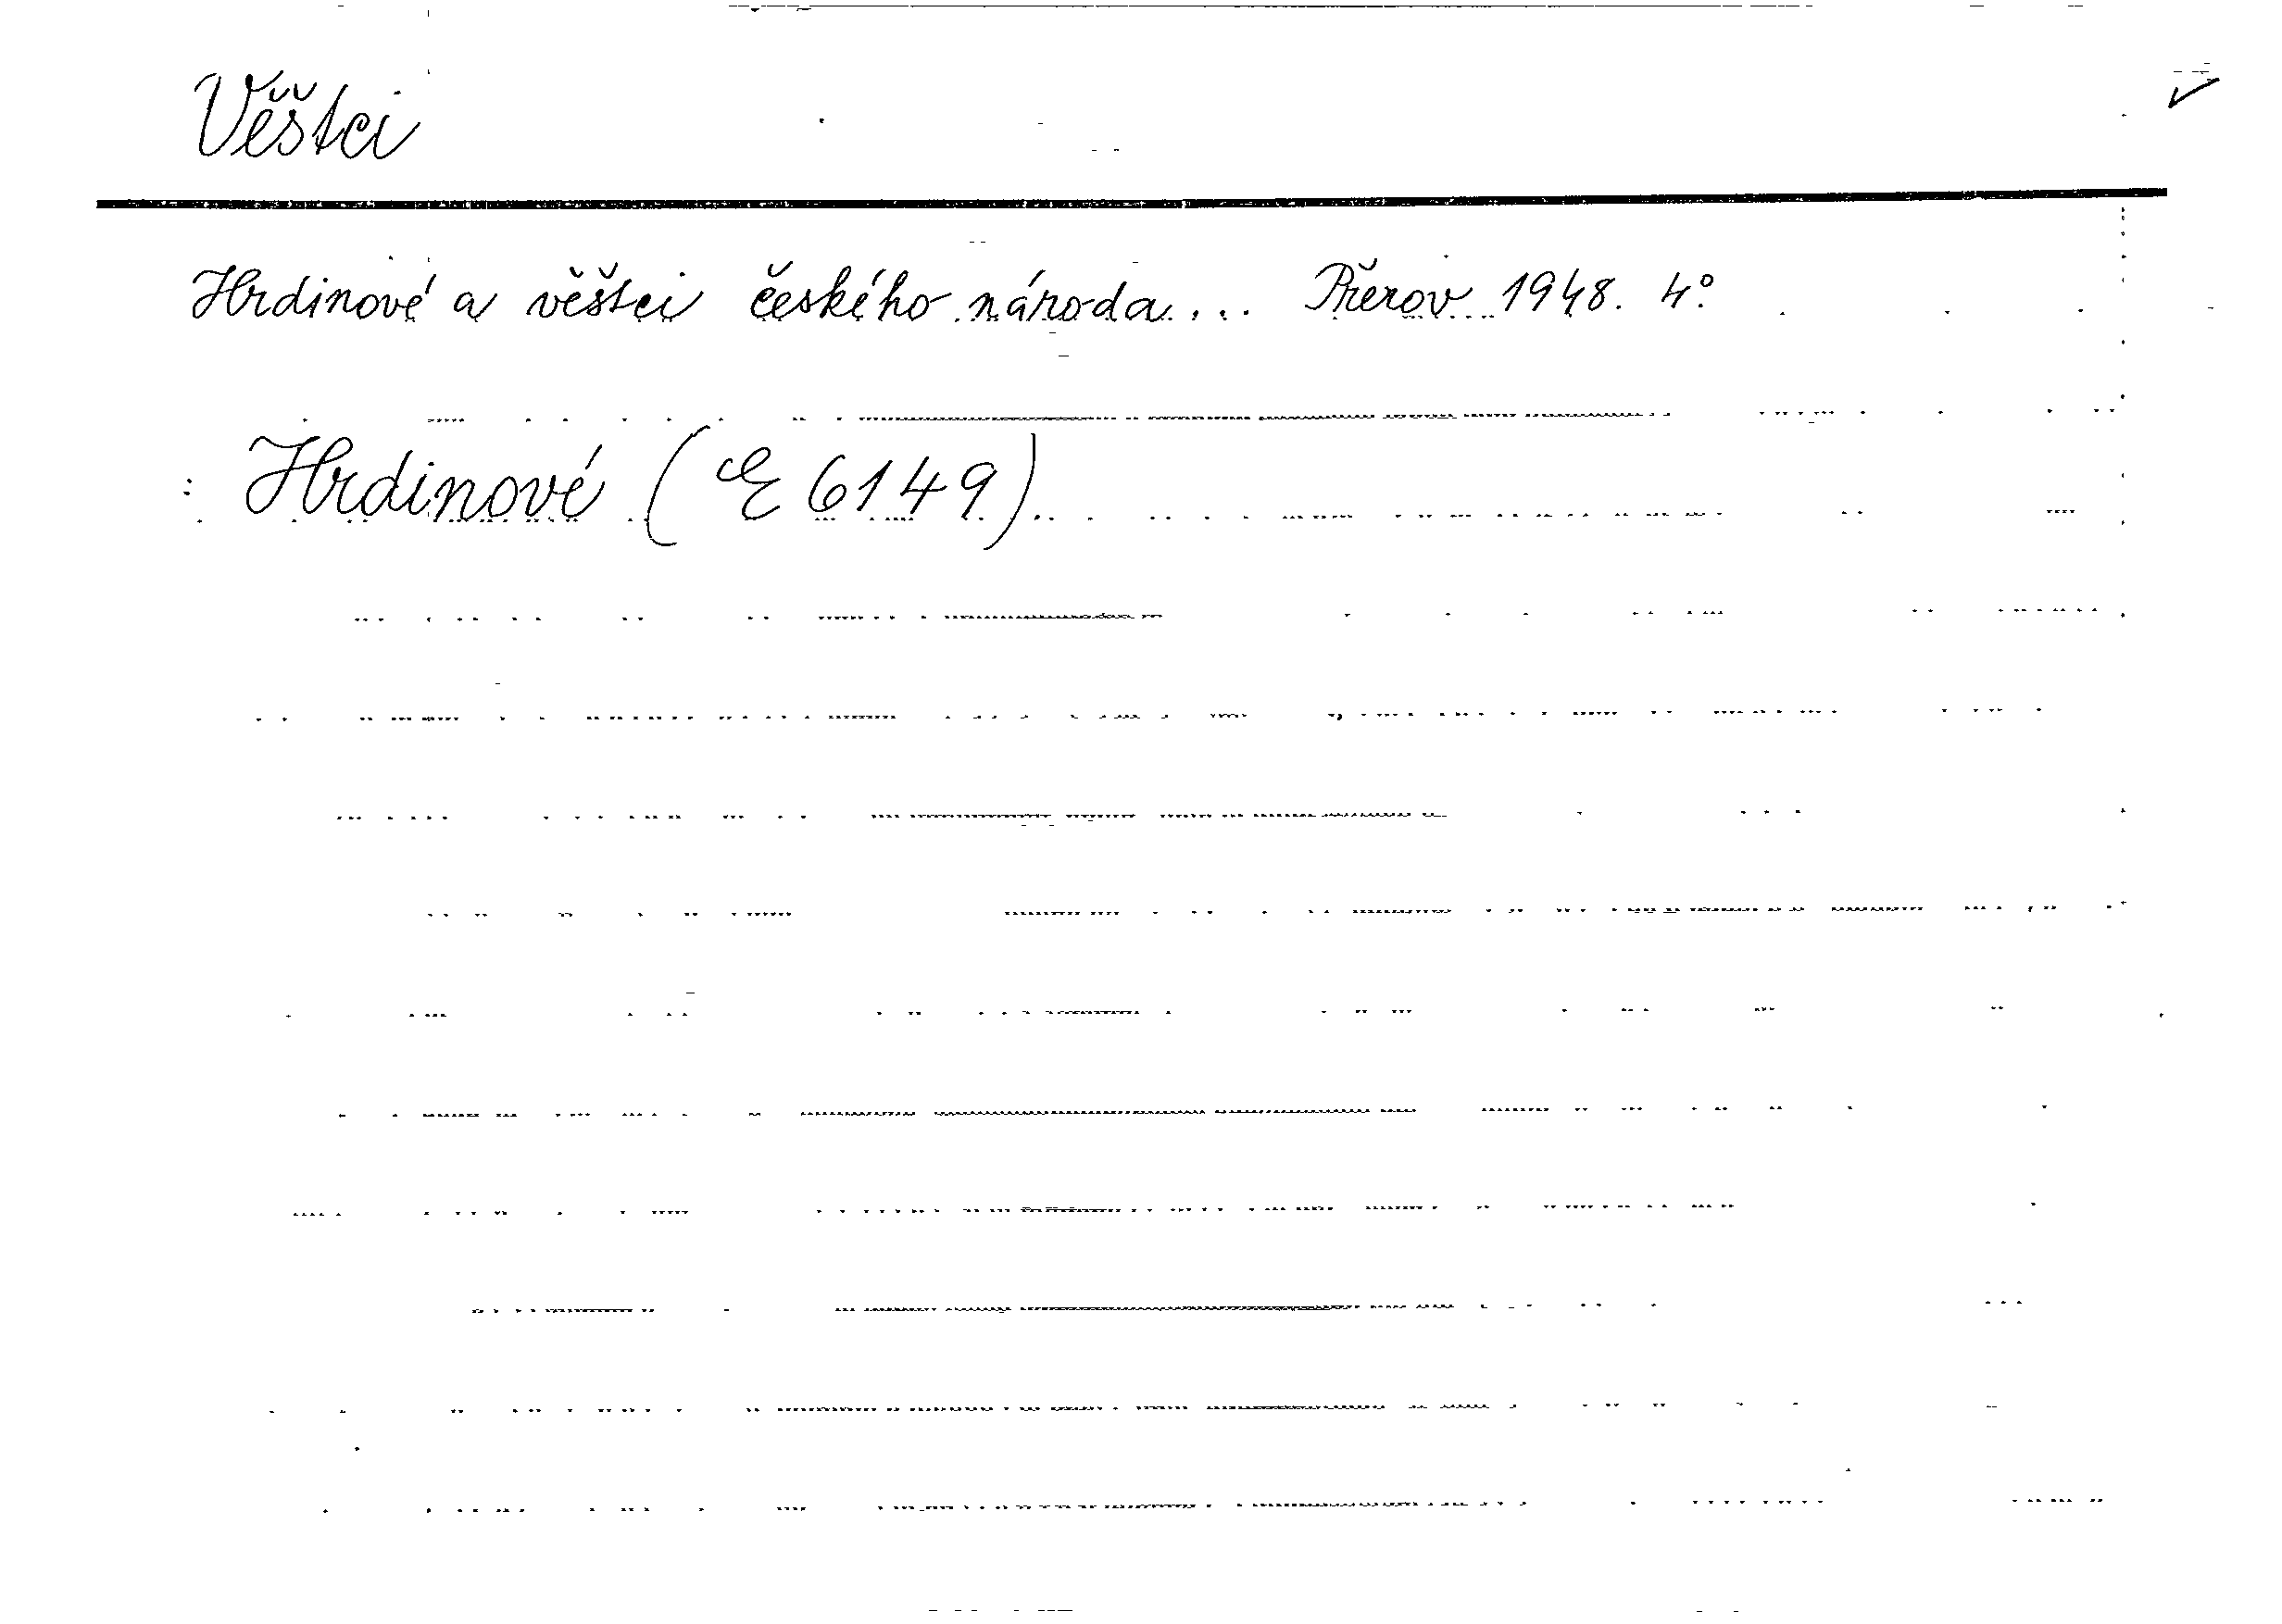 Věštci
Hrdinové a věštci českého národa... Přerov 1948. 4°
: Hrdinové (E 6149)